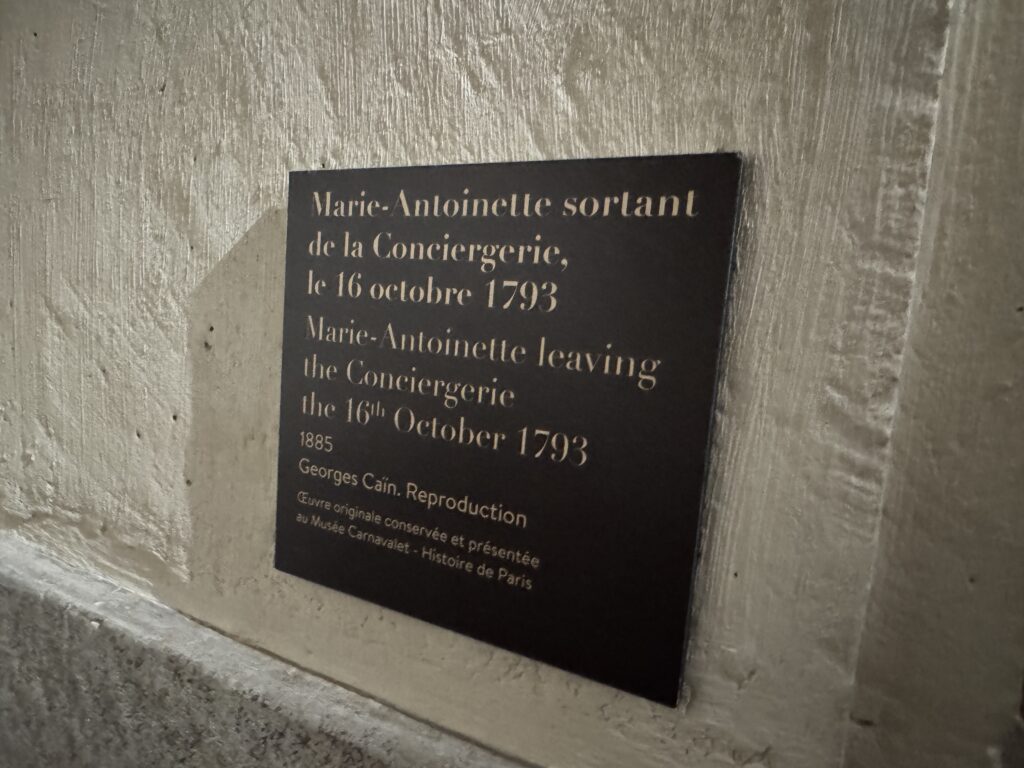 Marie-Antoinette sortant
de la Conciergerie,
le 16 octobre 1793
Marie-Antoinette leaving
the Conciergerie
the 16th October 1793
1885
Georges Caïn. Reproduction
Œuvre originale conservée et présentée
au Musée Carnavalet - Histoire de Paris